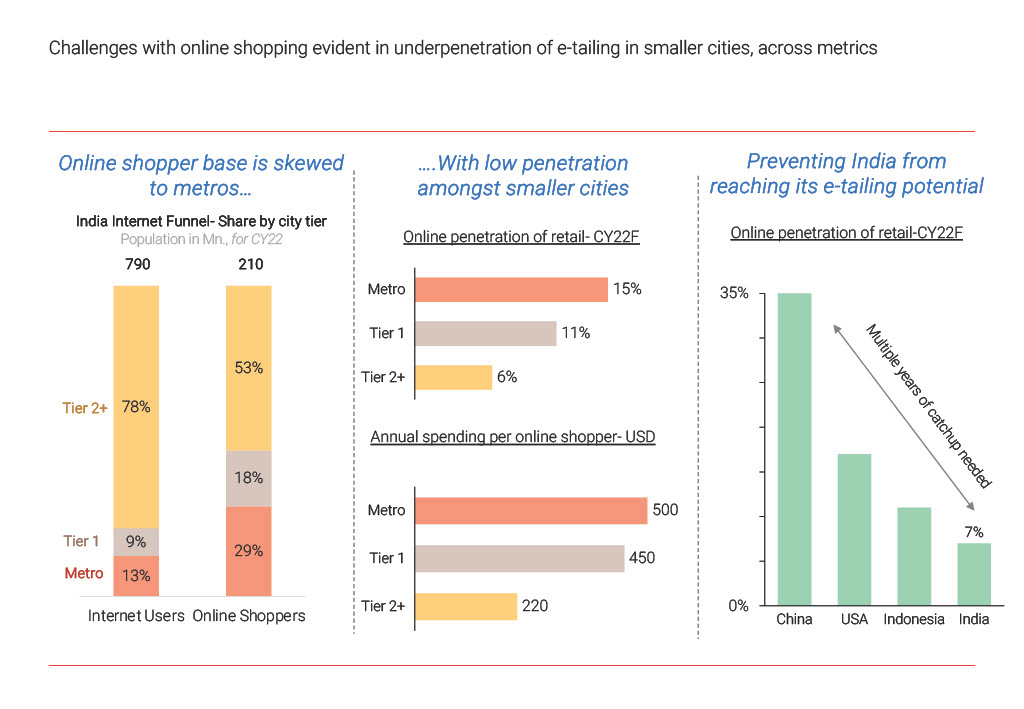 Challenges with online shopping evident in underpenetration of e-tailing in smaller cities, across metrics
Online shopper base is skewed
to metros...
India Internet Funnel- Share by city tier
Population in Mn., for CY22
790
210
53%
Tier 2+
78%
18%
Tier 1
9%
29%
Metro
13%
Internet Users
Online Shoppers
....With low penetration
amongst smaller cities
Online penetration of retail- CY22F
Metro
15%
Tier 1
11%
Tier 2+
6%
Annual spending per online shopper- USD
Metro
500
Tier 1
450
Tier 2+
220
Preventing India from
reaching its e-tailing potential
Online penetration of retail-CY22F
35%
Multiple years of catchup needed
7%
0%
China
USA
Indonesia
India